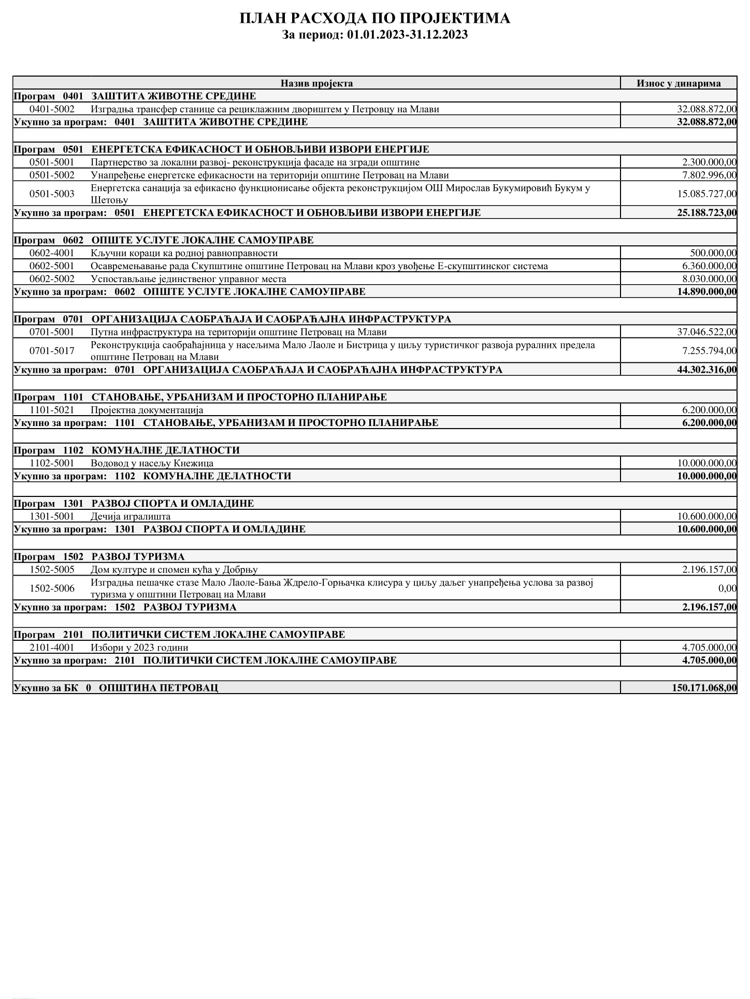 ПЛАН РАСХОДА ПО ПРОЈЕКТИМА
За период: 01.01.2023-31.12.2023
Назив пројекта Износ у динарима
Програм 0401 ЗАШТИТА ЖИВОТНЕ СРЕДИНЕ
0401-5002 Изградња трансфер станице са рециклажним двориштем у Петровцу на Млави 32.088.872,00
Укупно за програм: 0401 ЗАШТИТА ЖИВОТНЕ СРЕДИНЕ 32.088.872,00
Програм 0501 ЕНЕРГЕТСКА ЕФИКАСНОСТ И ОБНОВЉИВИ ИЗВОРИ ЕНЕРГИЈЕ
0501-5001 Партнерство за локални развој- реконструкција фасаде на згради општине 2.300.000,00
0501-5002 Унапређење енергетске ефикасности на територији општине Петровац на Млави 7.802.996,00
0501-5003 Енергетска санација за ефикасно функционисање објекта реконструкцијом ОШ Мирослав Букумировић Букум у
Шетоњу 15.085.727,00
Укупно за програм: 0501 ЕНЕРГЕТСКА ЕФИКАСНОСТ И ОБНОВЉИВИ ИЗВОРИ ЕНЕРГИЈЕ 25.188.723,00
Програм 0602 ОПШТЕ УСЛУГЕ ЛОКАЛНЕ САМОУПРАВЕ
0602-4001 Кључни кораци ка родној равноправности 500.000,00
0602-5001 Осавремењавање рада Скупштине општине Петровац на Млави кроз увођење Е-скупштинског система 6.360.000,00
0602-5002 Успостављање јединственог управног места 8.030.000,00
Укупно за програм: 0602 ОПШТЕ УСЛУГЕ ЛОКАЛНЕ САМОУПРАВЕ 14.890.000,00
Програм 0701 ОРГАНИЗАЦИЈА САОБРАЋАЈА И САОБРАЋАЈНА ИНФРАСТРУКТУРА
0701-5001 Путна инфраструктура на територији општине Петровац на Млави 37.046.522,00
0701-5017 Реконструкција саобраћајница у насељима Мало Лаоле и Бистрица у циљу туристичког развоја руралних предела
општине Петровац на Млави 7.255.794,00
Укупно за програм: 0701 ОРГАНИЗАЦИЈА САОБРАЋАЈА И САОБРАЋАЈНА ИНФРАСТРУКТУРА 44.302.316,00
Програм 1101 СТАНОВАЊЕ, УРБАНИЗАМ И ПРОСТОРНО ПЛАНИРАЊЕ
1101-5021 Пројектна документација 6.200.000,00
Укупно за програм: 1101 СТАНОВАЊЕ, УРБАНИЗАМ И ПРОСТОРНО ПЛАНИРАЊЕ 6.200.000,00
Програм 1102 КОМУНАЛНЕ ДЕЛАТНОСТИ
1102-5001 Водовод у насељу Кнежица 10.000.000,00
Укупно за програм: 1102 КОМУНАЛНЕ ДЕЛАТНОСТИ 10.000.000,00
Програм 1301 РАЗВОЈ СПОРТА И ОМЛАДИНЕ
1301-5001 Дечија игралишта 10.600.000,00
Укупно за програм: 1301 РАЗВОЈ СПОРТА И ОМЛАДИНЕ 10.600.000,00
Програм 1502 РАЗВОЈ ТУРИЗМА
1502-5005 Дом културе и спомен кућа у Добрњу 2.196.157,00
1502-5006 Изградња пешачке стазе Мало Лаоле-Бања Ждрело-Горњачка клисура у циљу даљег унапређења услова за развој
туризма у општини Петровац на Млави 0,00
Укупно за програм: 1502 РАЗВОЈ ТУРИЗМА 2.196.157,00
Програм 2101 ПОЛИТИЧКИ СИСТЕМ ЛОКАЛНЕ САМОУПРАВЕ
2101-4001 Избори у 2023 години 4.705.000,00
Укупно за програм: 2101 ПОЛИТИЧКИ СИСТЕМ ЛОКАЛНЕ САМОУПРАВЕ 4.705.000,00
Укупно за БК 0 ОПШТИНА ПЕТРОВАЦ 150.171.068,00